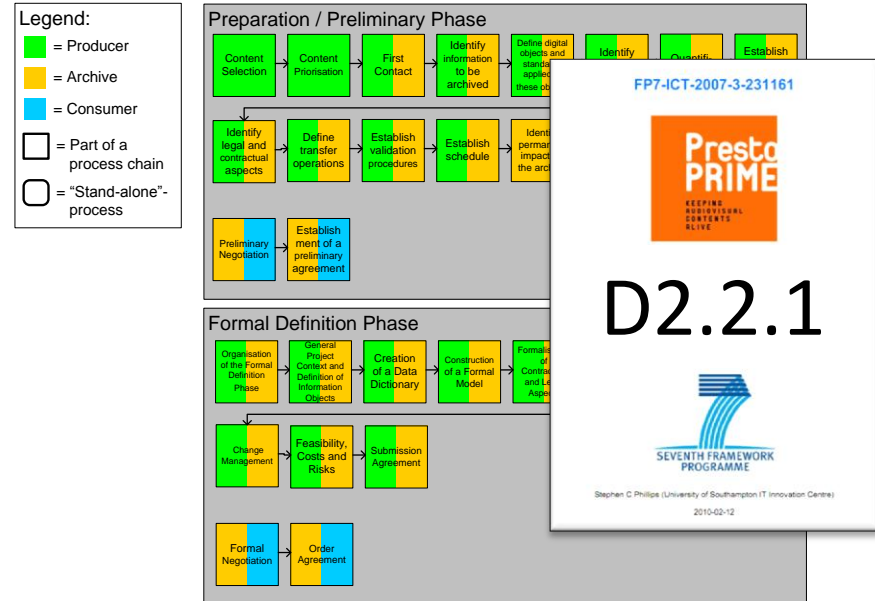 Legend:
= Producer
= Archive
= Consumer
= Part of a
process chain
= “Stand-alone”-
process
Preparation / Preliminary Phase
Content
Selection
Content
Priorisation
First
Contact
Identify
information
to be
archived
Define digital
objects and
applied
these
Identify
Establish
Identify
legal and
contractual
aspects
Define
transfer
operations
Establish
validation
procedures
Establish
schedule
impact
the
Preliminary
Negotiation
Establish
ment of a
preliminary
agreement
Formal Definition Phase
Organisation
of the Formal
Definition
Phase
General
Project
Context and
Definition of
Information
Objects
Creation
of a Data
Dictionary
Construction
of a Formal
Model
of
and
Change
Management
Feasibility,
Costs and
Risks
Submission
Agreement
Formal
Negotiation
Order
Agreement
FP7-ICT-2007-3-231161
Presto
PRIME
KEEPING
AUDIOVISUAL
CONTENTS
ALIVE
D2.2.1
SEVENTH FRAMEWORK
PROGRAMME
Stephen C Phillips (University of Southampton IT Innovation Centre)
2010-02-12